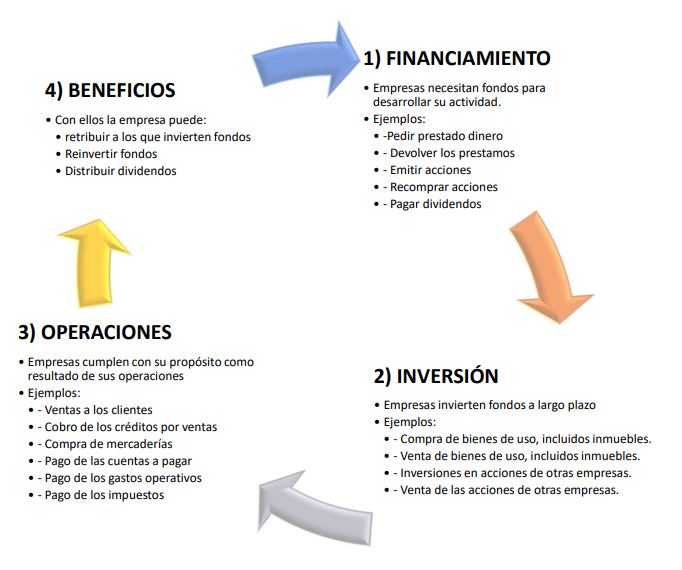 1) FINANCIAMIENTO
• Empresas necesitan fondos para
desarrollar su actividad.
• Ejemplos:
• -Pedir prestado dinero
• - Devolver los prestamos
• - Emitir acciones
• - Recomprar acciones
• - Pagar dividendos
2) INVERSIÓN
• Empresas invierten fondos a largo plazo
• Ejemplos:
• - Compra de bienes de uso, incluidos inmuebles.
• - Venta de bienes de uso, incluidos inmuebles.
• - Inversiones en acciones de otras empresas.
• - Venta de las acciones de otras empresas.
3) OPERACIONES
• Empresas cumplen con su propósito como
resultado de sus operaciones
• Ejemplos:
• - Ventas a los clientes
• - Cobro de los créditos por ventas
• - Compra de mercaderías
• - Pago de las cuentas a pagar
• - Pago de los gastos operativos
• - Pago de los impuestos
4) BENEFICIOS
• Con ellos la empresa puede:
• retribuir a los que invierten fondos
• Reinvertir fondos
• Distribuir dividendos